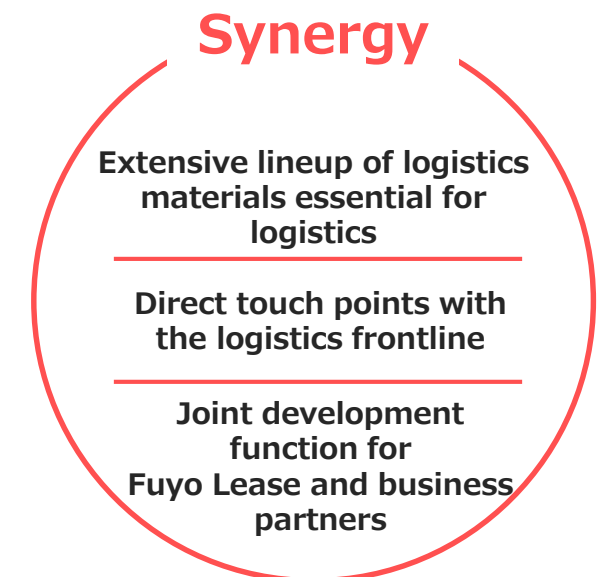 Synergy
Extensive lineup of logistics
materials essential for
logistics
Direct touch points with
the logistics frontline
Joint development
function for
Fuyo Lease and business
partners